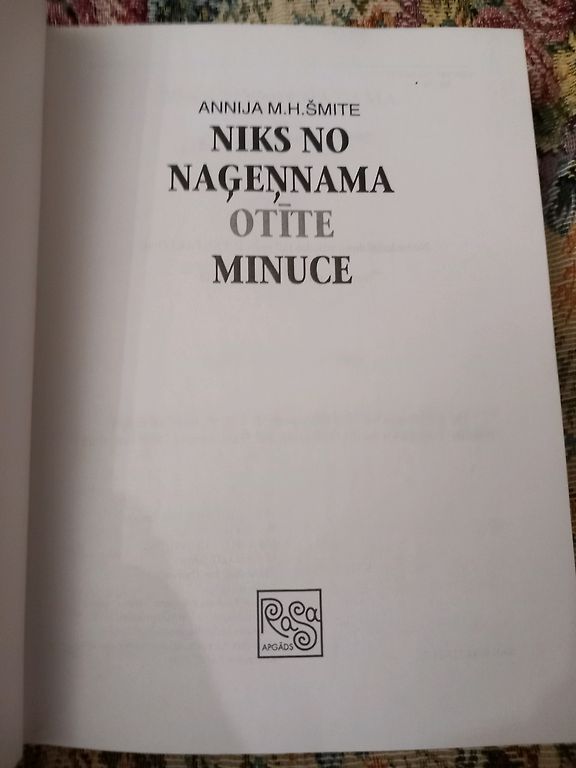 ANNIJA M.H.ŠMITE
NIKS NO
NAĢEŅNAMA
OTĪTE
MINUCE
RaSa
APGĀDS